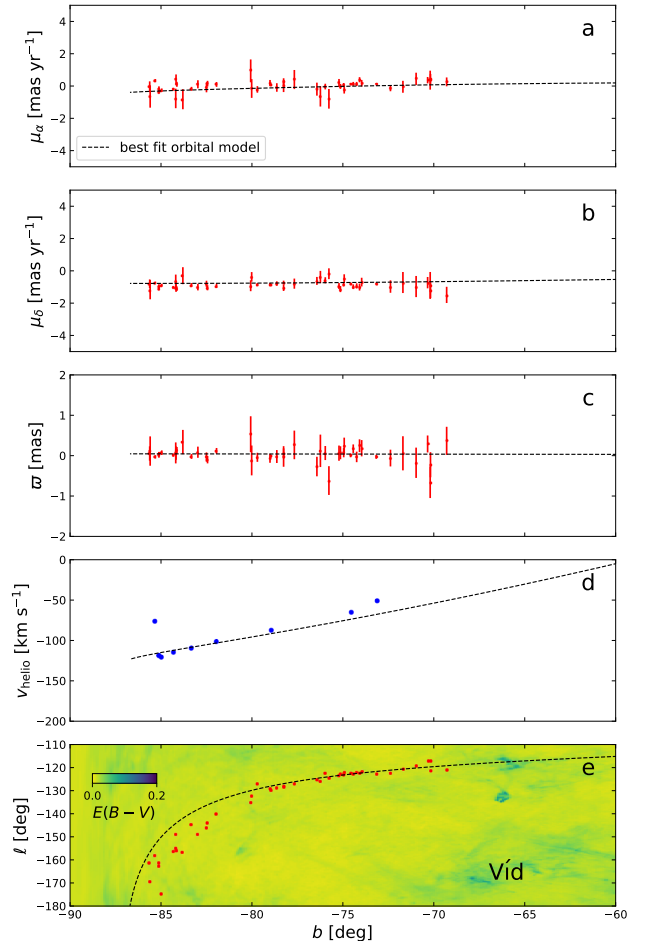 4
2
0
−2
−4
μα [mas yr−1]
a
best fit orbital model
4
2
0
−2
−4
μδ [mas yr−1]
b
2
1
0
−1
−2
ϖ [mas]
c
0
−50
−100
−150
−200
vhelio [km s−1]
d
−110
−120
−130
−140
−150
−160
−170
−180
ℓ [deg]
e
0.0 0.2
E(B − V)
Víd
−90 −85 −80 −75 −70 −65 −60
b [deg]